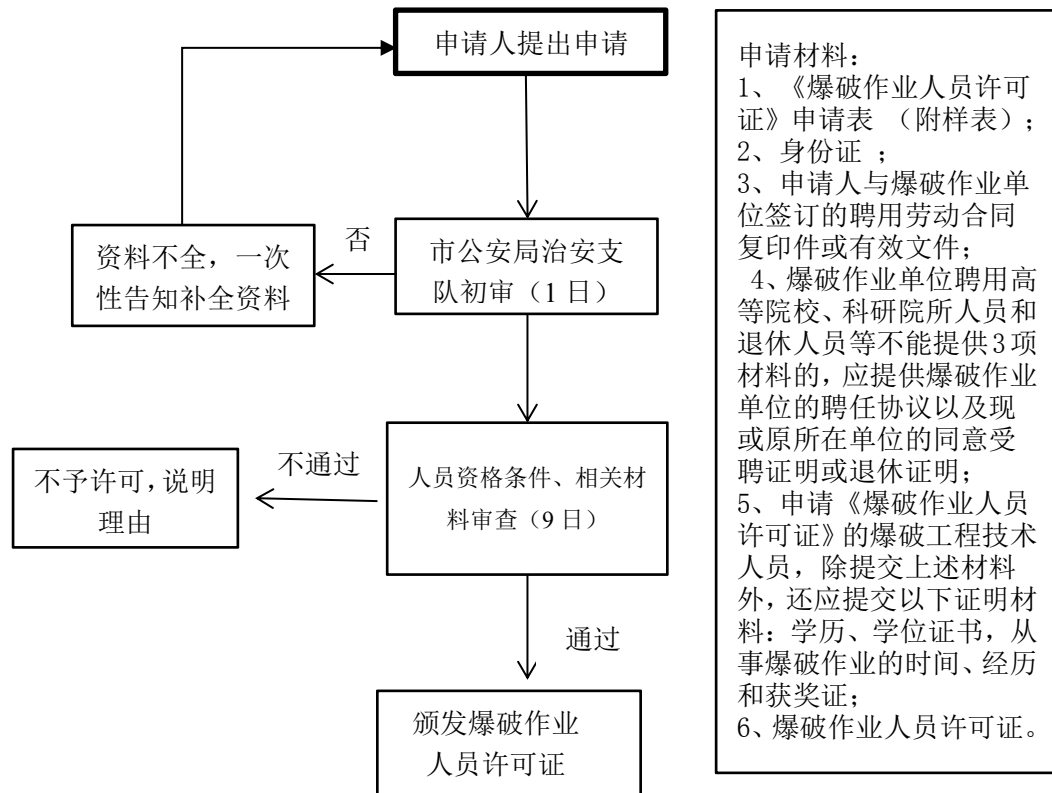 申请人提出申请
否
市公安局治安支
队初审（1 日）
资料不全，一次
性告知补全资料
不通过
人员资格条件、相关材
料审查（9 日）
不予许可，说明
理由
通过
颁发爆破作业
人员许可证
申请材料：
1、《爆破作业人员许可
证》申请表 （附样表）；
2、身份证 ；
3、申请人与爆破作业单
位签订的聘用劳动合同
复印件或有效文件；
4、爆破作业单位聘用高
等院校、科研院所人员和
退休人员等不能提供3项
材料的，应提供爆破作业
单位的聘任协议以及现
或原所在单位的同意受
聘证明或退休证明；
5、申请《爆破作业人员
许可证》的爆破工程技术
人员，除提交上述材料
外，还应提交以下证明材
料：学历、学位证书，从
事爆破作业的时间、经历
和获奖证；
6、爆破作业人员许可证。